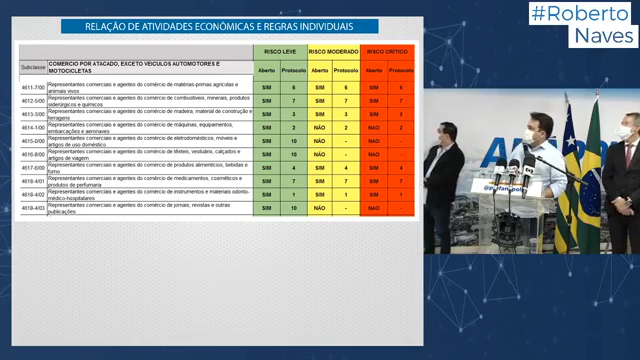 #Roberto
Naves
RELAÇÃO DE ATIVIDADES ECONÔMICAS E REGRAS INDIVIDUAIS
RISCO LEVE RISCO MODERADO RISCO CRÍTICO
Subclasse COMÉRCIO POR ATACADO, EXCETO VEÍCULOS AUTOMOTORES E MOTOCICLETAS Aberto Protocolo Aberto Protocolo Aberto Protocolo
4611-7/00 Representantes comerciais e agentes do comércio de matérias-primas agrícolas e animais vivos SIM 6 SIM 6 SIM 6
4612-5/00 Representantes comerciais e agentes do comércio de combustíveis, minerais, produtos siderúrgicos e químicos SIM 7 SIM 7 SIM 7
4613-3/00 Representantes comerciais e agentes do comércio de madeira, material de construção e ferragens SIM 3 SIM 3 SIM 3
4614-1/00 Representantes comerciais e agentes do comércio de máquinas, equipamentos, embarcações e aeronaves SIM 2 NÃO 2 NAO 2
4615-0/00 Representantes comerciais e agentes do comércio de eletrodomésticos, móveis e artigos de uso doméstico SIM 10 NÃO - NAO -
4616-8/00 Representantes comerciais e agentes do comércio de têxteis, vestuário, calçados e artigos de viagem SIM 10 NÃO - NAO -
4617-6/00 Representantes comerciais e agentes do comércio de produtos alimentícios, bebidas e fumo SIM 4 SIM 4 SIM 4
4618-4/01 Representantes comerciais e agentes do comércio de medicamentos, cosméticos e produtos de perfumaria SIM 7 SIM 7 SIM 7
4618-4/02 Representantes comerciais e agentes do comércio de instrumentos e materiais odonto-médico-hospitalares SIM 1 SIM 1 SIM 1
4618-4/03 Representantes comerciais e agentes do comércio de jornais, revistas e outras publicações SIM 10 NÃO - NAO -